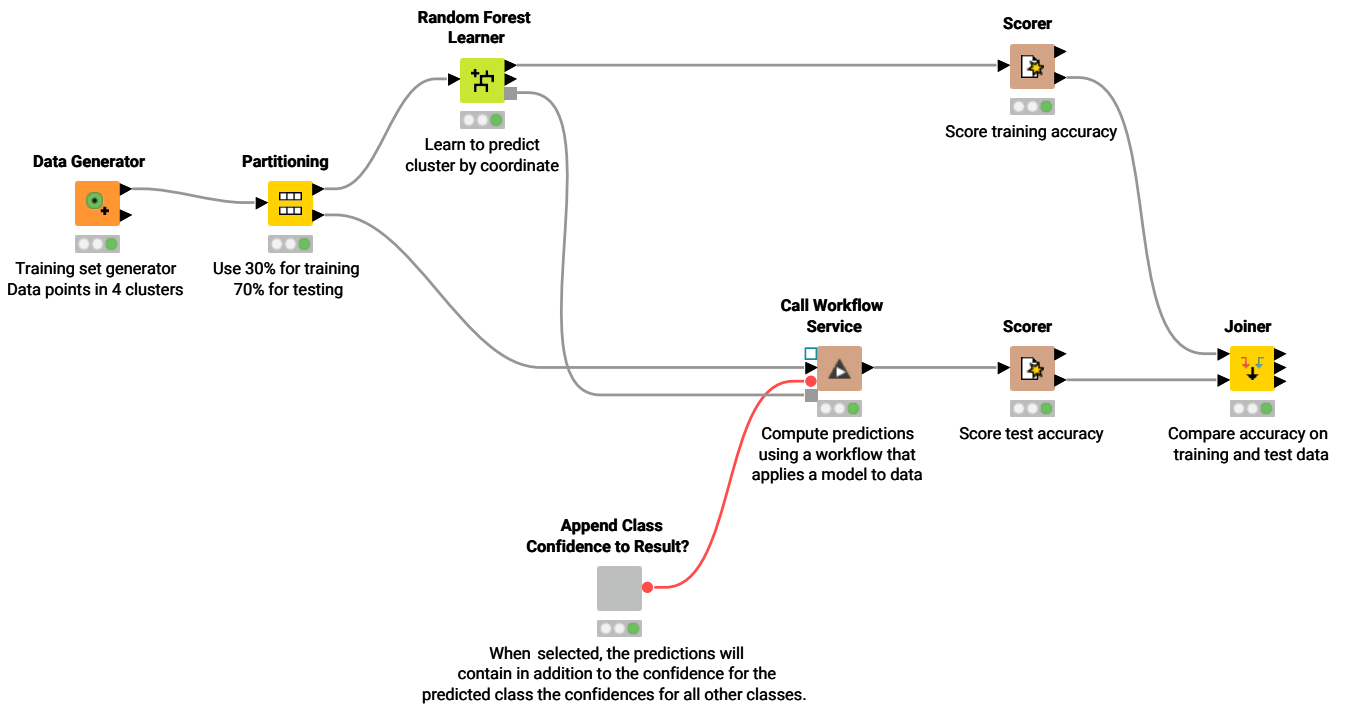 Random Forest
Learner
Learn to predict
cluster by coordinate
Scorer
Score training accuracy
Data Generator
Training set generator
Data points in 4 clusters
Partitioning
Use 30% for training
70% for testing
Call Workflow
Service
Compute predictions
using a workflow that
applies a model to data
Scorer
Score test accuracy
Joiner
Compare accuracy on
training and test data
Append Class
Confidence to Result?
When selected, the predictions will
contain in addition to the confidence for the
predicted class the confidences for all other classes.